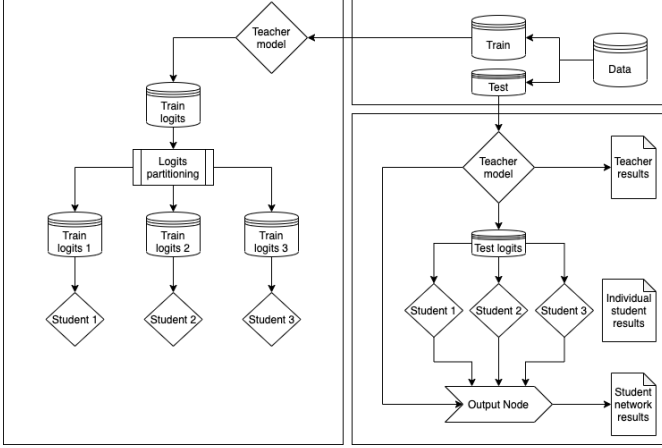 Teacher
model
Train
Data
Test
Train
logits
Logits
partitioning
Train
logits 1
Train
logits 2
Train
logits 3
Student 1
Student 2
Student 3
Teacher
model
Teacher
results
Test logits
Student 1
Student 2
Student 3
Individual
student
results
Output Node
Student
network
results